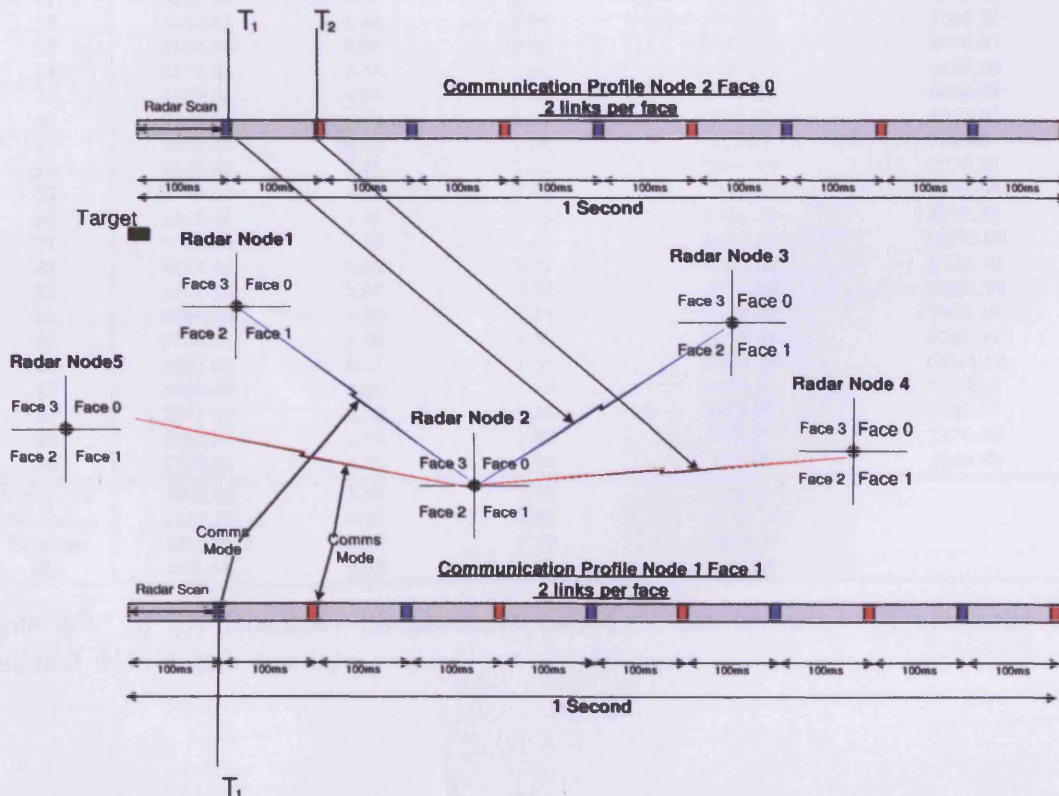 T1 T2
Communication Profile Node 2 Face 0
2 links per face
Radar Scan
100ms 100ms 100ms 100ms 100ms 100ms 100ms 100ms 100ms 100ms
1 Second
Target
Radar Node1
Face 3 Face 0
Face 2 Face 1
Radar Node 3
Face 3 Face 0
Face 2 Face 1
Radar Node5
Face 3 Face 0
Face 2 Face 1
Radar Node 2
Face 3 Face 0
Face 2 Face 1
Radar Node 4
Face 3 Face 0
Face 2 Face 1
Comms
Mode
Comms
Mode
Communication Profile Node 1 Face 1
2 links per face
Radar Scan
100ms 100ms 100ms 100ms 100ms 100ms 100ms 100ms 100ms 100ms
1 Second
T1